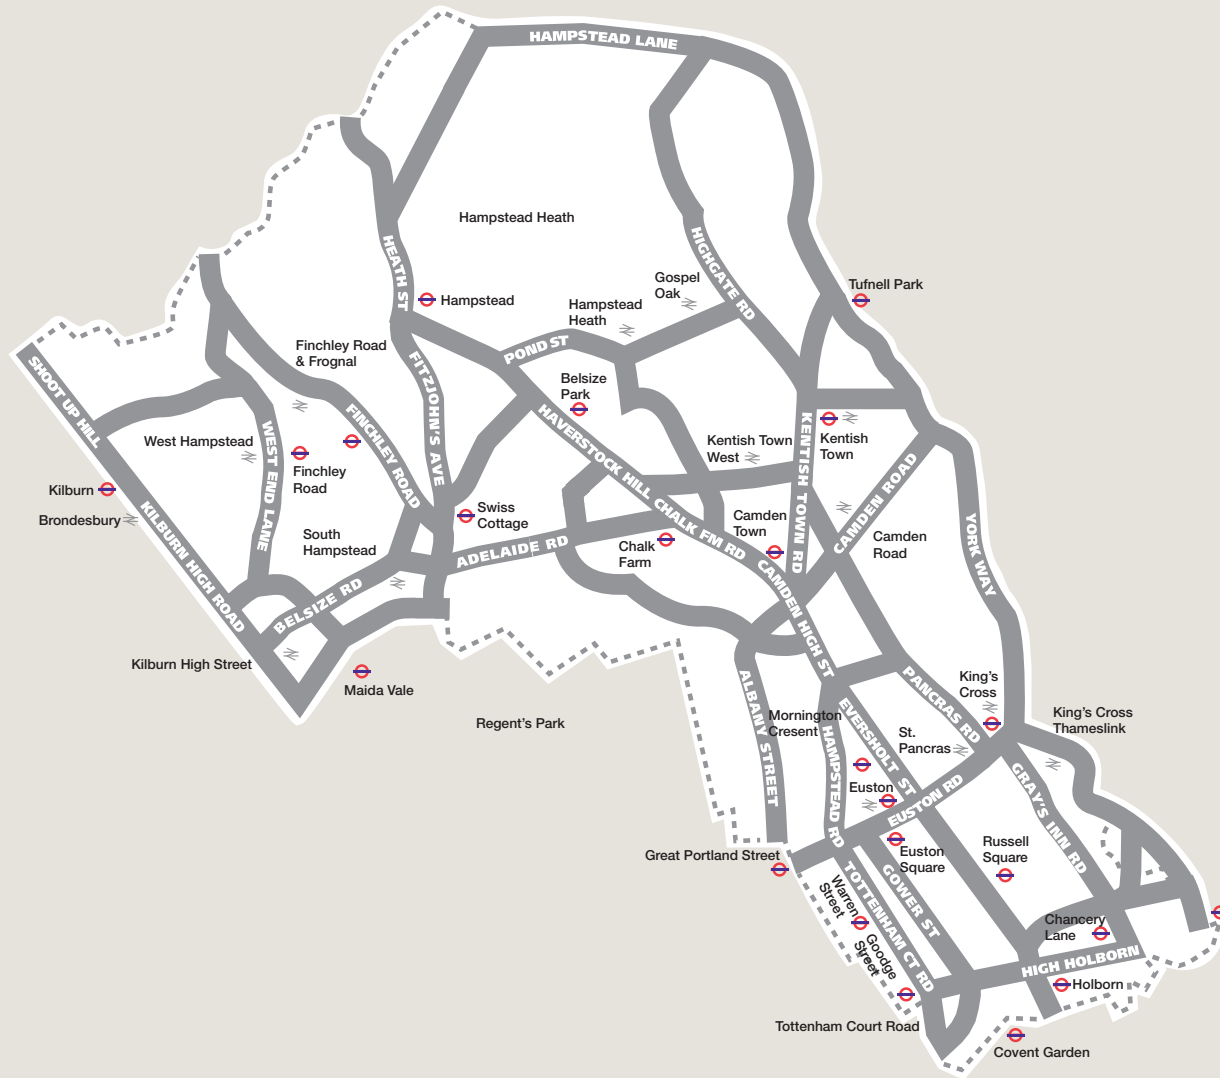 HAMPSTEAD LANE
Hampstead Heath
HEATH ST
HIGHGATE RD
Gospel
Oak
Tufnell Park
Hampstead
Hampstead
Heath
Finchley Road
& Frognal
POND ST
SHOOT UP HILL
FITZJOHN'S AVE
Belsize
Park
FINCHLEY ROAD
HAVERSTOCK HILL
KENTISH TOWN RD
West Hampstead
WEST END LANE
Kentish Town
West
Kentish
Town
CAMDEN ROAD
Finchley
Road
Kilburn
Brondesbury
KILBURN HIGH ROAD
Swiss
Cottage
CHALK FM RD
Camden
Town
YORK WAY
South
Hampstead
ADELAIDE RD
Chalk
Farm
Camden
Road
BELSIZE RD
CAMDEN HIGH ST
Kilburn High Street
Maida Vale
ALBANY STREET
PANCRAS RD
King's
Cross
Regent's Park
Mornington
Cresent
EVERSHOLT ST
St.
Pancras
King's Cross
Thameslink
HAMPSTEAD RD
Euston
EUSTON RD
GRAY'S INN RD
Great Portland Street
Euston
Square
Russell
Square
TOTTENHAM CT RD
GOWER ST
Warren
Street
Goodge
Street
Chancery
Lane
HIGH HOLBORN
Holborn
Tottenham Court Road
Covent Garden